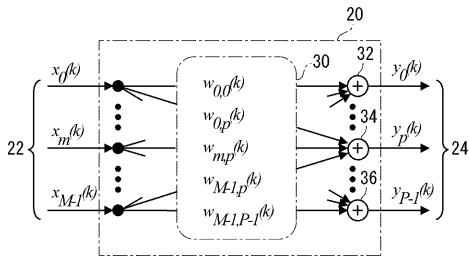 20
x0(k)
30
32
y0(k)
w0,0(k)
w0,p(k)
22
xm(k)
wm,p(k)
34
yp(k)
24
wM-1,p(k)
36
xM-1(k)
wM-1,P-1(k)
yP-1(k)